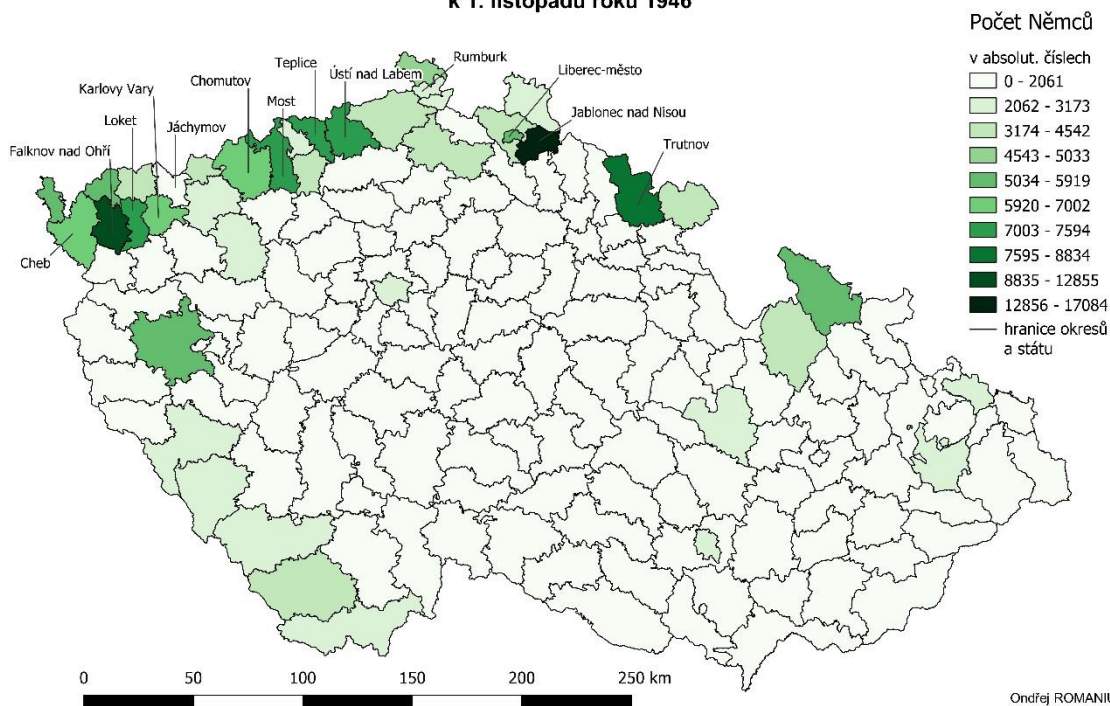 k 1. listopadu roku 1946
Počet Němců
v absolut. číslech
0 - 2061
2062 - 3173
3174 - 4542
4543 - 5033
5034 - 5919
5920 - 7002
7003 - 7594
7595 - 8834
8835 - 12855
12856 - 17084
hranice okresů
a státu
Rumburk
Teplice
Liberec-město
Ústí nad Labem
Chomutov
Karlovy Vary
Most
Jablonec nad Nisou
Loket
Jáchymov
Trutnov
Falknov nad Ohří
Cheb
0 50 100 150 200 250 km
Ondřej ROMANIU